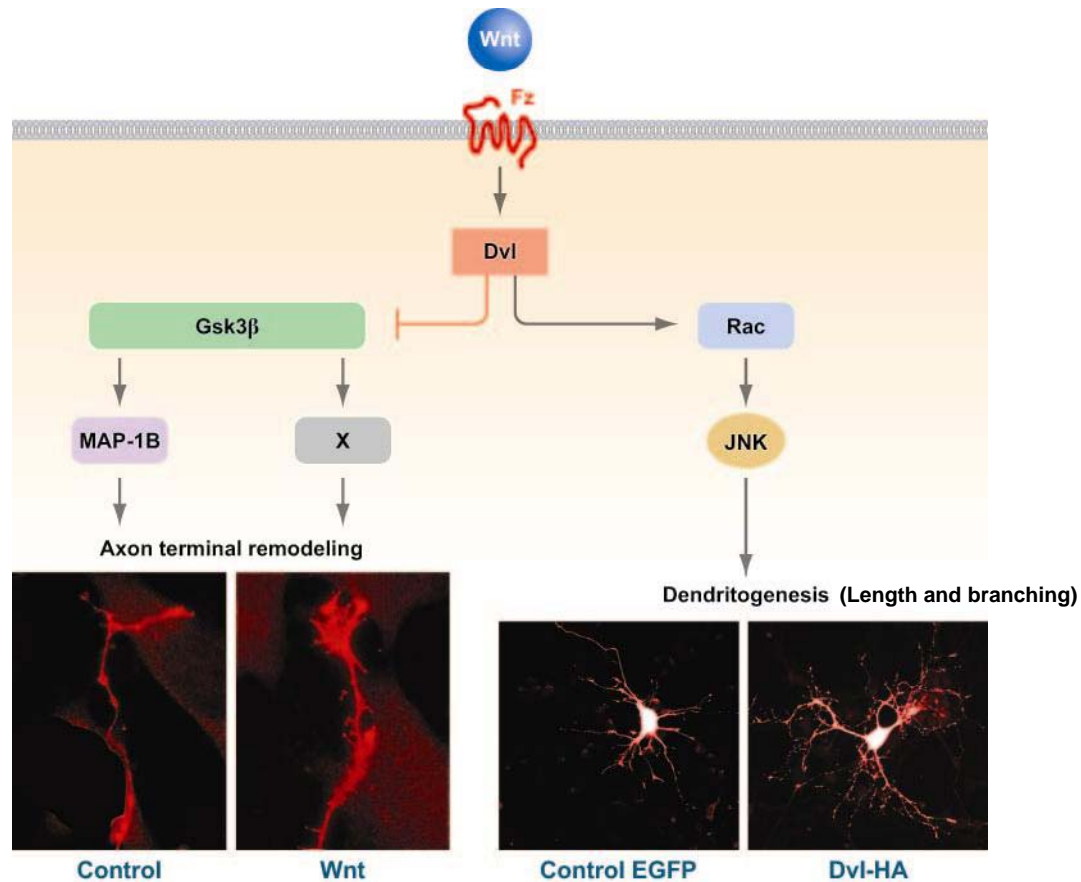 Wnt
Fz
Dvl
Gsk3β
Rac
MAP-1B
X
JNK
Axon terminal remodeling
Dendritogenesis (Length and branching)
Control
Wnt
Control EGFP
Dvl-HA